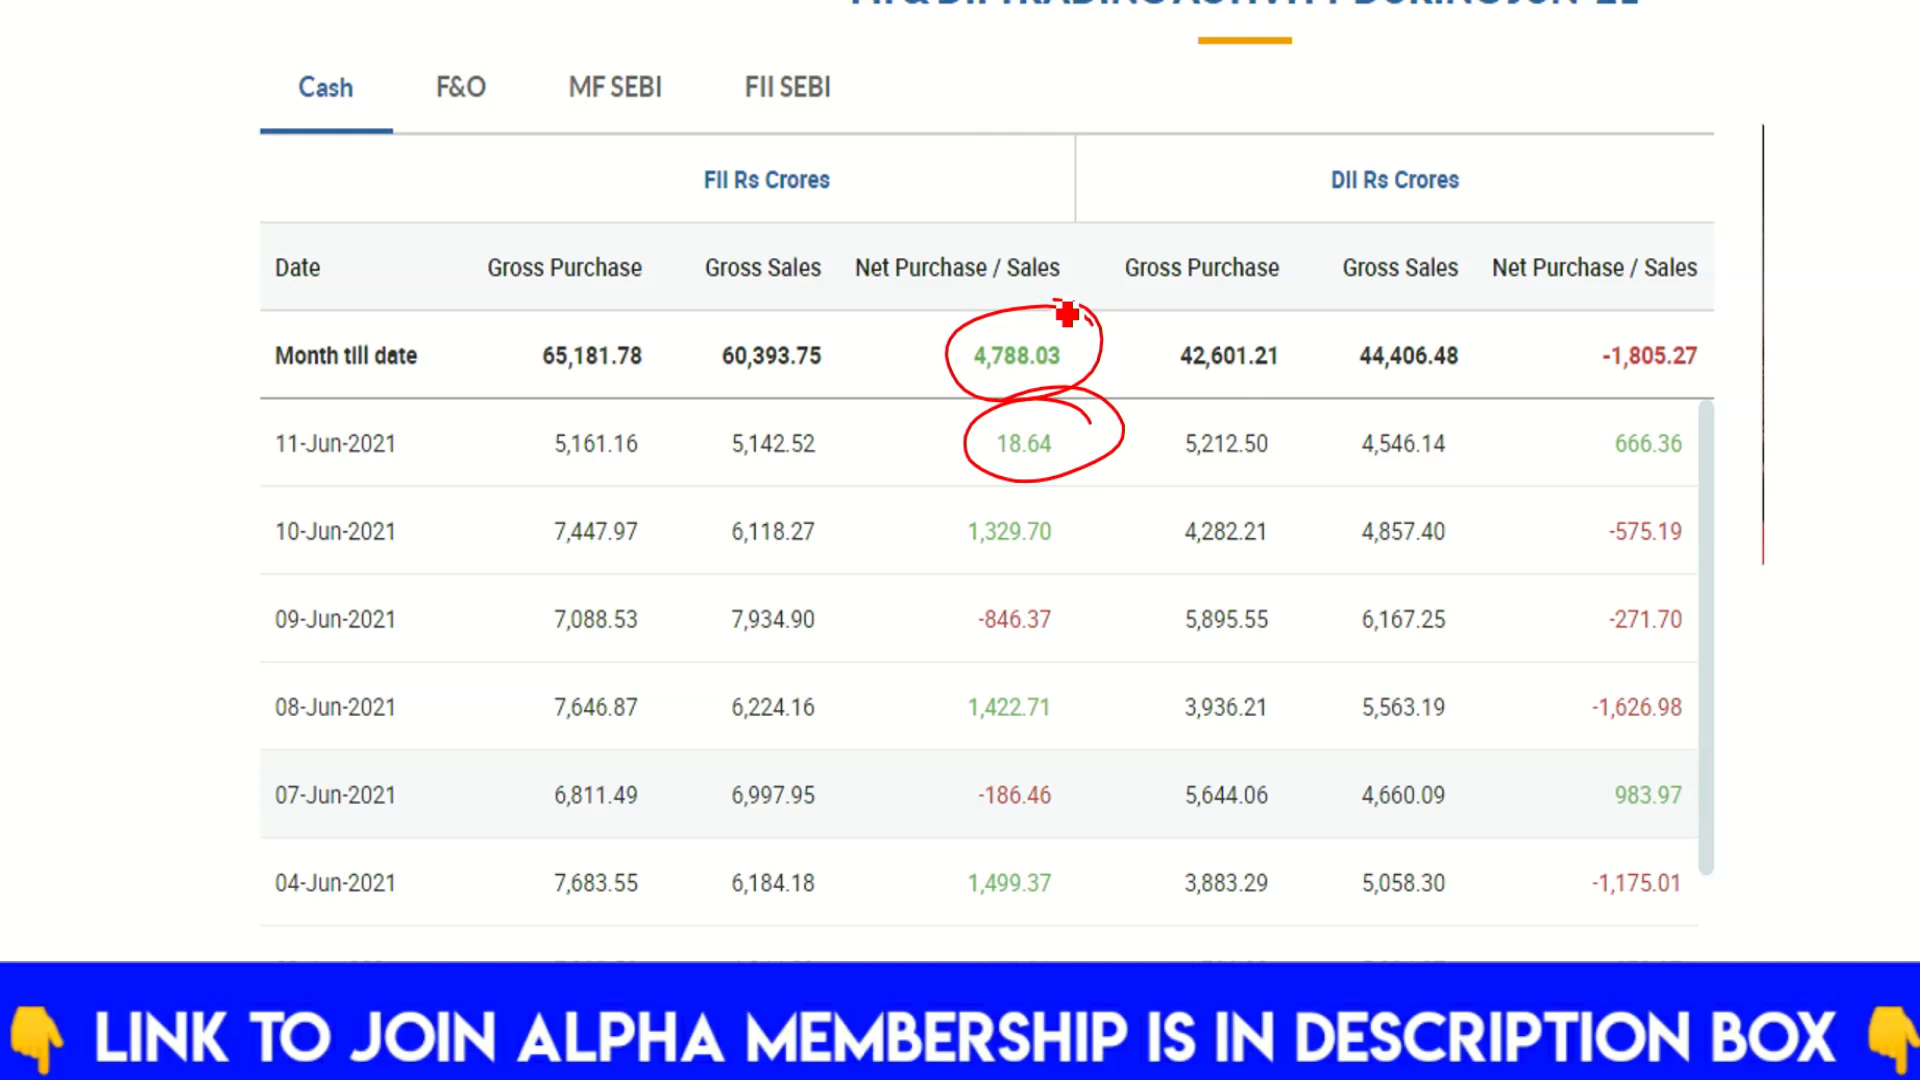 FII & DII TRADING ACTIVITY DURING JUN-21
Cash F&O MF SEBI FII SEBI
FII Rs Crores DII Rs Crores
Date Gross Purchase Gross Sales Net Purchase / Sales Gross Purchase Gross Sales Net Purchase / Sales
Month till date 65,181.78 60,393.75 4,788.03 42,601.21 44,406.48 -1,805.27
11-Jun-2021 5,161.16 5,142.52 18.64 5,212.50 4,546.14 666.36
10-Jun-2021 7,447.97 6,118.27 1,329.70 4,282.21 4,857.40 -575.19
09-Jun-2021 7,088.53 7,934.90 -846.37 5,895.55 6,167.25 -271.70
08-Jun-2021 7,646.87 6,224.16 1,422.71 3,936.21 5,563.19 -1,626.98
07-Jun-2021 6,811.49 6,997.95 -186.46 5,644.06 4,660.09 983.97
04-Jun-2021 7,683.55 6,184.18 1,499.37 3,883.29 5,058.30 -1,175.01
LINK TO JOIN ALPHA MEMBERSHIP IS IN DESCRIPTION BOX